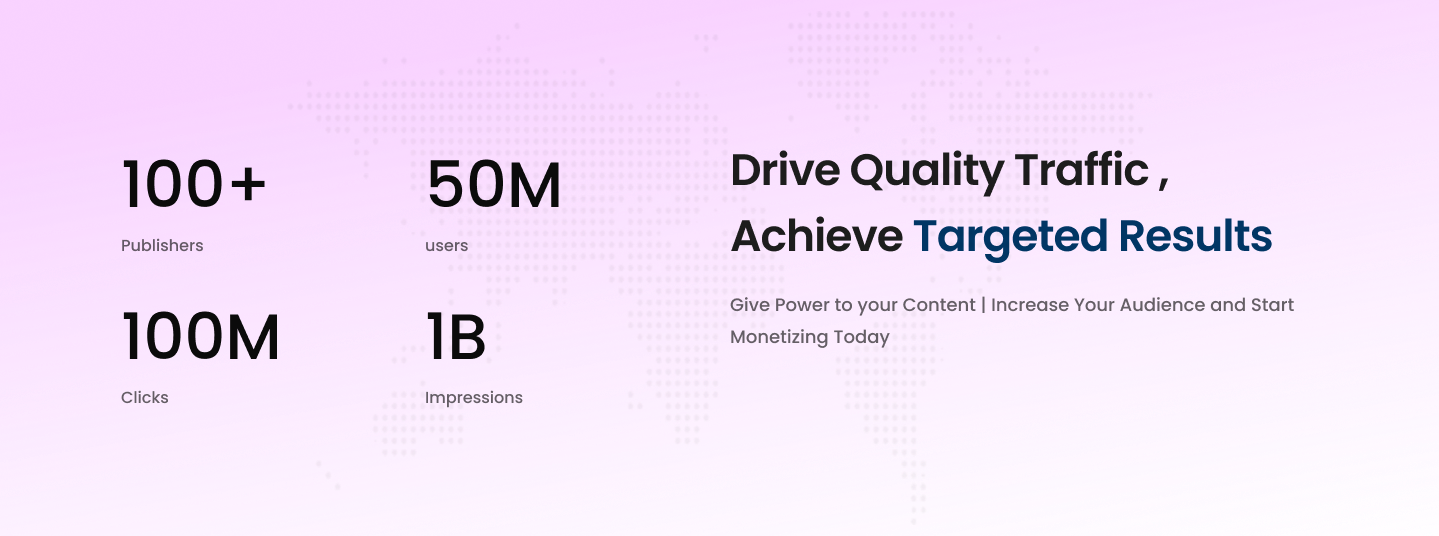 100+
Publishers
50M
users
100M
Clicks
1B
Impressions
Drive Quality Traffic ,
Achieve Targeted Results
Give Power to your Content | Increase Your Audience and Start
Monetizing Today